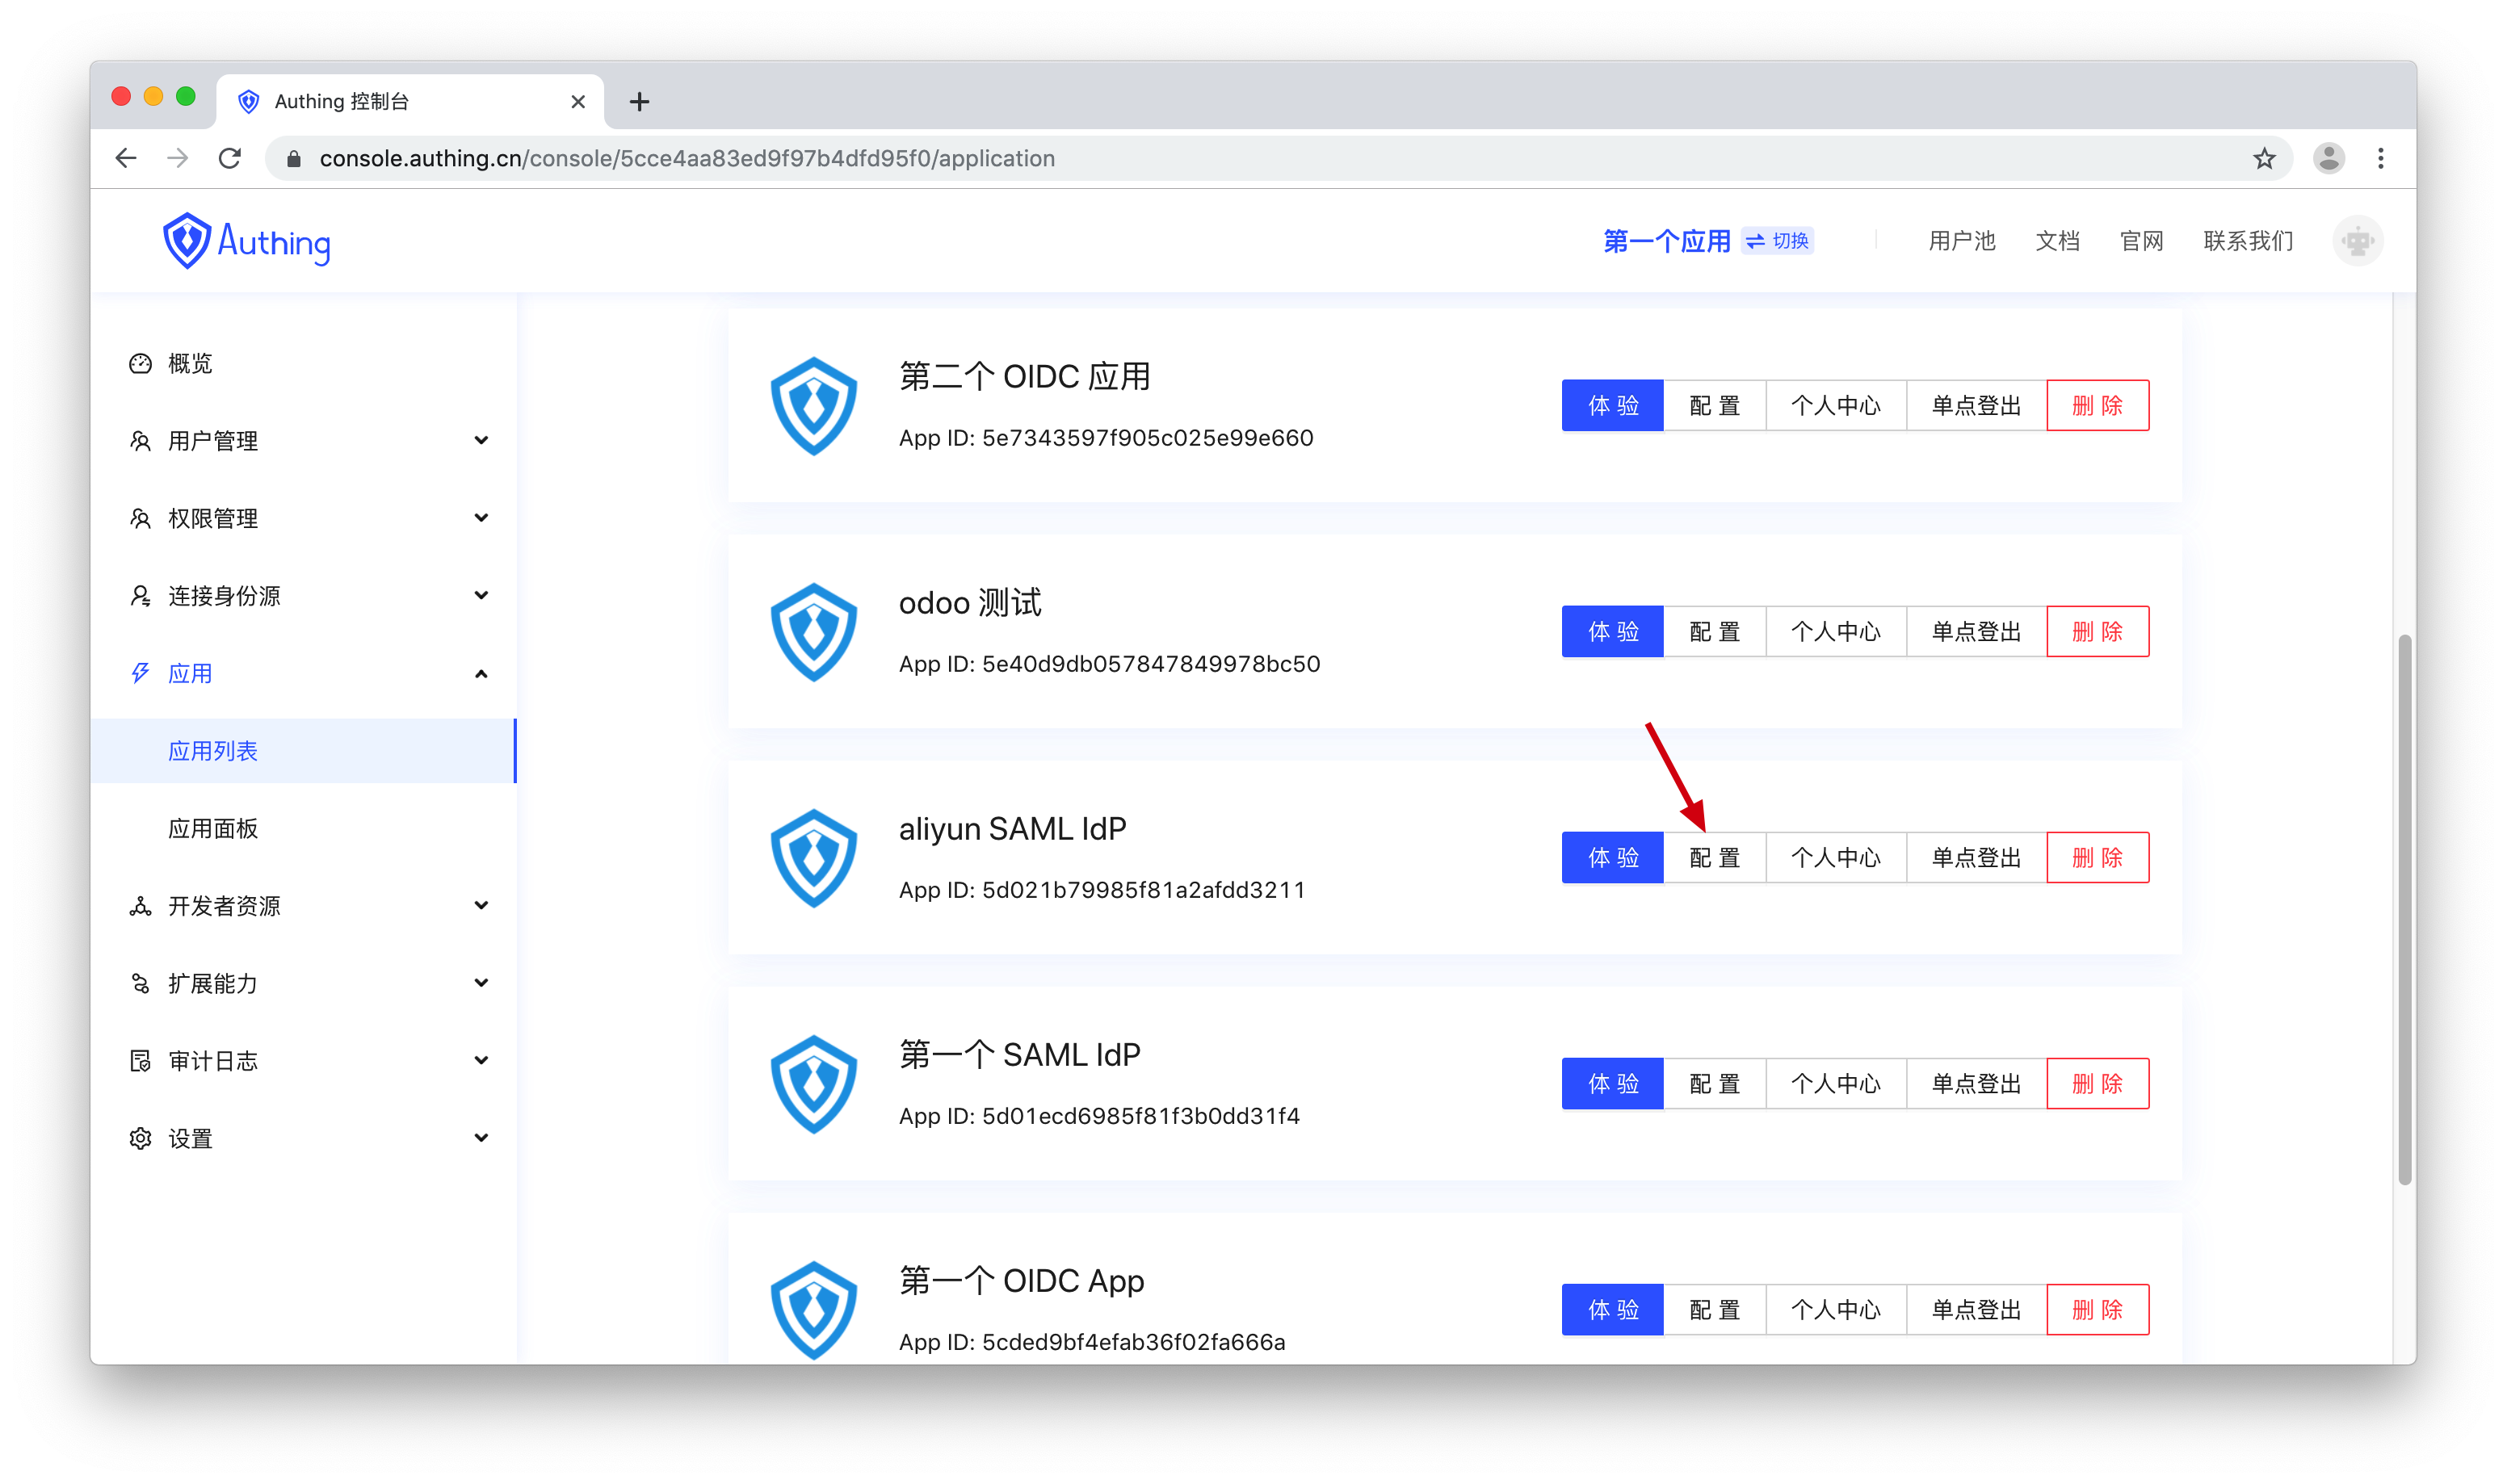 Authing 控制台
console.authing.cn/console/5cce4aa83ed9f97b4dfd95f0/application
Authing
第一个应用 切换 用户池 文档 官网 联系我们
概览
用户管理
权限管理
连接身份源
应用
应用列表
应用面板
开发者资源
扩展能力
审计日志
设置
第二个 OIDC 应用
App ID: 5e7343597f905c025e99e660
体 验 配 置 个人中心 单点登出 删 除
odoo 测试
App ID: 5e40d9db057847849978bc50
体 验 配 置 个人中心 单点登出 删 除
aliyun SAML IdP
App ID: 5d021b79985f81a2afdd3211
体 验 配 置 个人中心 单点登出 删 除
第一个 SAML IdP
App ID: 5d01ecd6985f81f3b0dd31f4
体 验 配 置 个人中心 单点登出 删 除
第一个 OIDC App
App ID: 5cded9bf4efab36f02fa666a
体 验 配 置 个人中心 单点登出 删 除